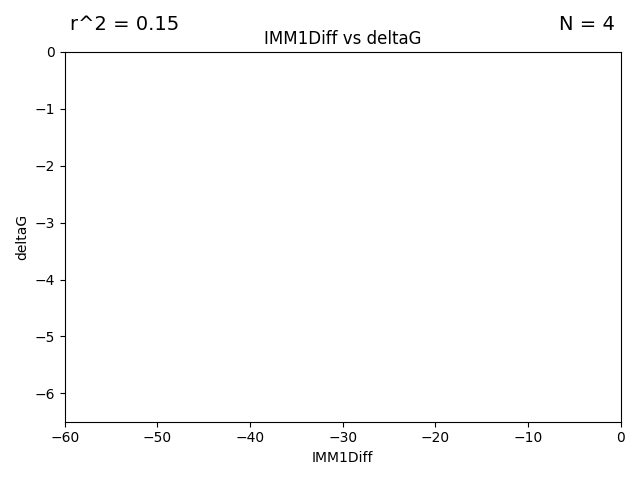 r^2 = 0.15
N = 4
IMM1Diff vs deltaG
0
−1
−2
−3
−4
−5
−6
deltaG
−60 −50 −40 −30 −20 −10 0
IMM1Diff